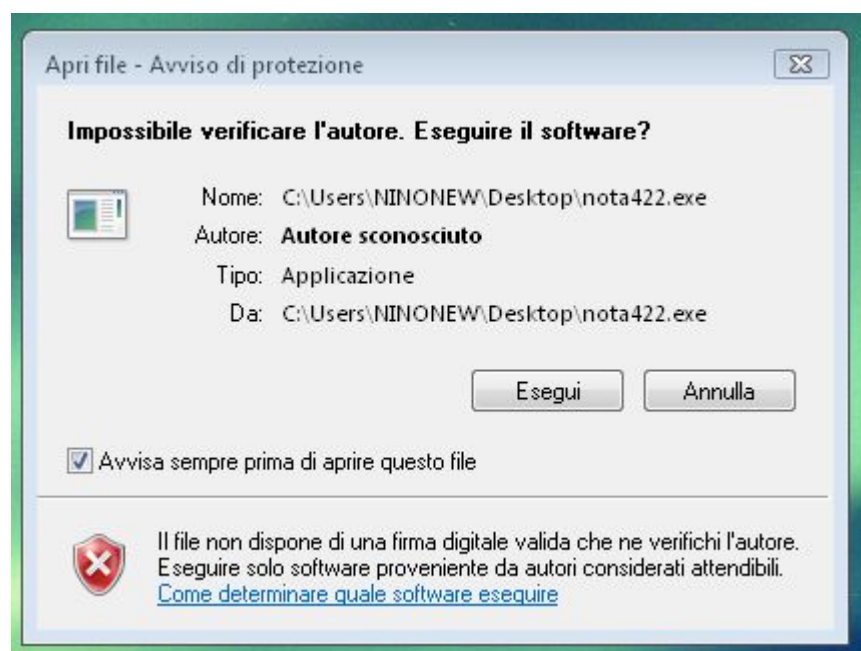 Apri file - Avviso di protezione
Impossibile verificare l'autore. Eseguire il software?
Nome: C:\Users\NINONEW\Desktop\nota422.exe
Autore: Autore sconosciuto
Tipo: Applicazione
Da: C:\Users\NINONEW\Desktop\nota422.exe
Esegui Annulla
Avvisa sempre prima di aprire questo file
Il file non dispone di una firma digitale valida che ne verifichi l'autore.
Eseguire solo software proveniente da autori considerati attendibili.
Come determinare quale software eseguire